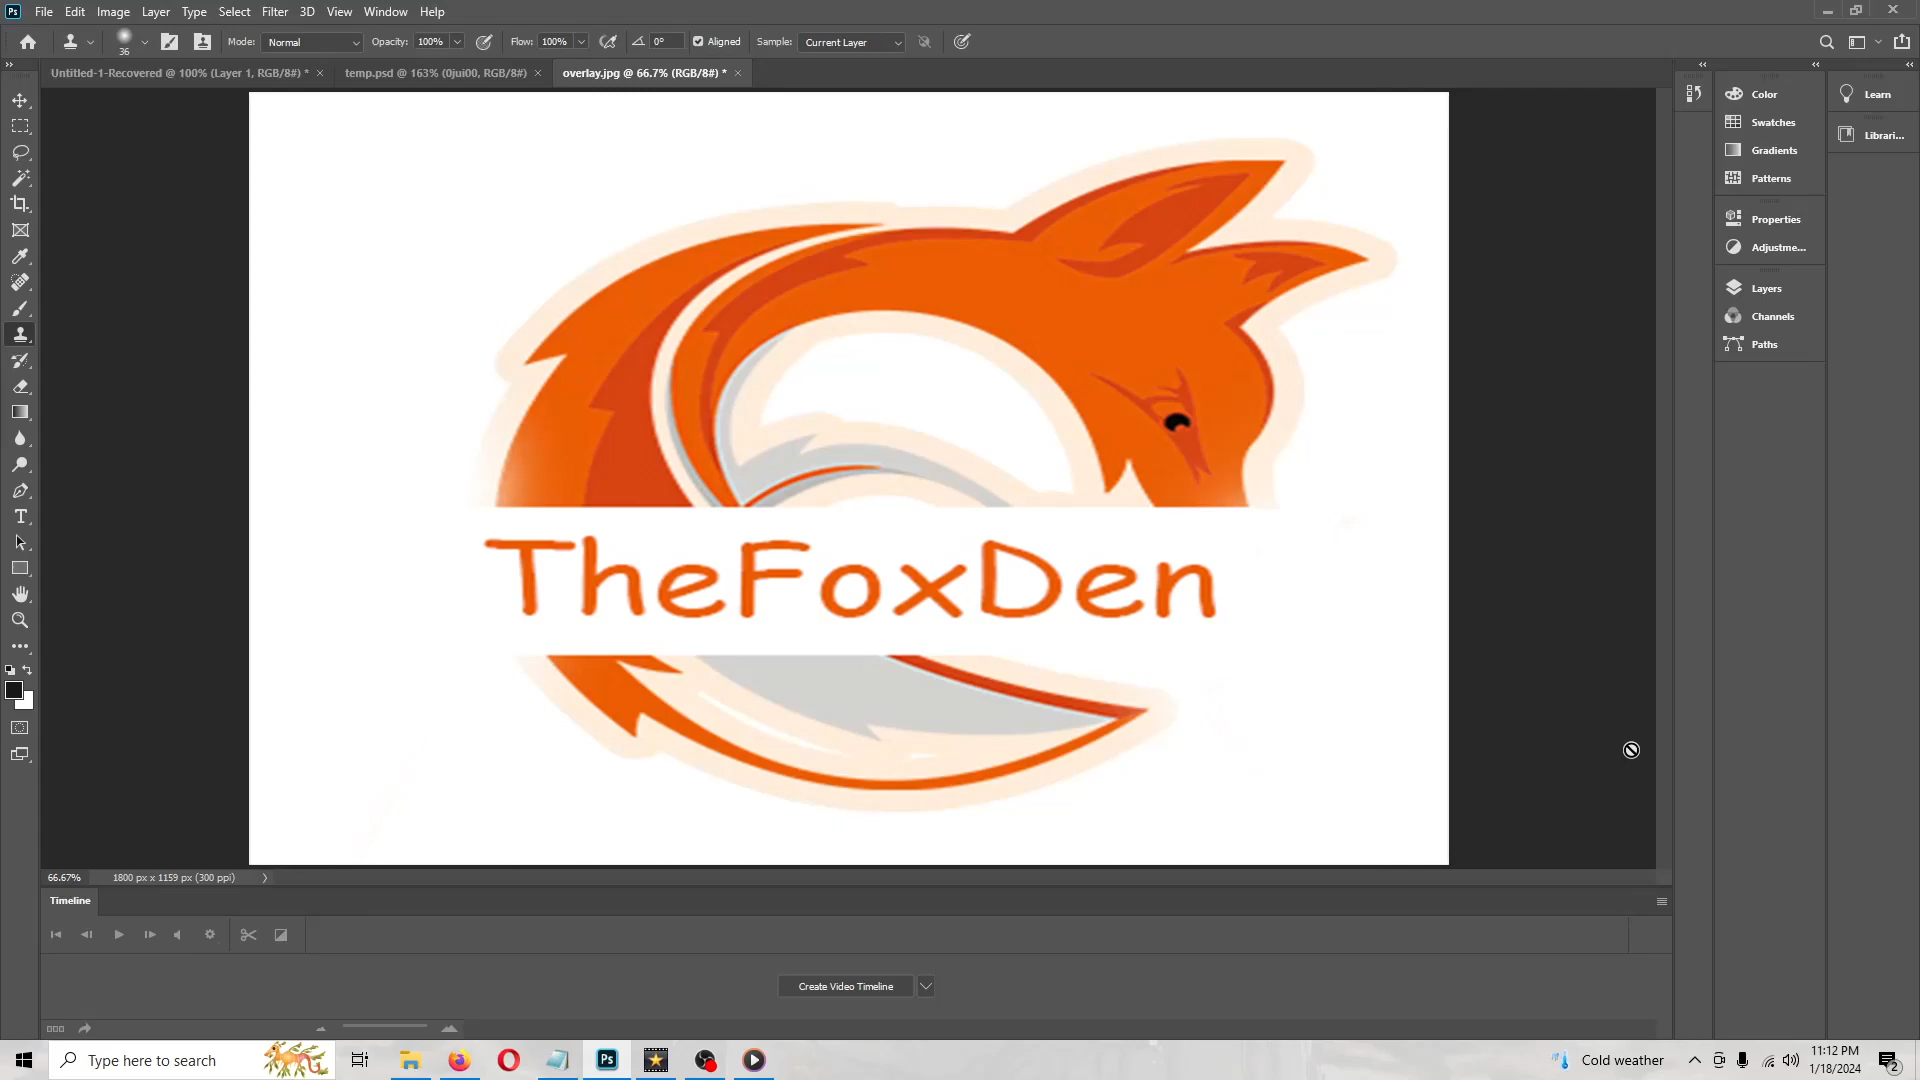 Ps File Edit Image Layer Type Select Filter 3D View Window Help
36 Mode: Normal Opacity: 100% Flow: 100% 0° Aligned Sample: Current Layer
Untitled-1-Recovered @ 100% (Layer 1, RGB/8#) * × temp.psd @ 163% (0jui00, RGB/8#) × overlay.jpg @ 66.7% (RGB/8#) * ×
Color
Swatches
Gradients
Patterns
Properties
Adjustme...
Layers
Channels
Paths
Learn
Librari...
TheFoxDen
66.67% 1800 px x 1159 px (300 ppi)
Timeline
Create Video Timeline
Type here to search
Ps
Cold weather
11:12 PM
1/18/2024
2